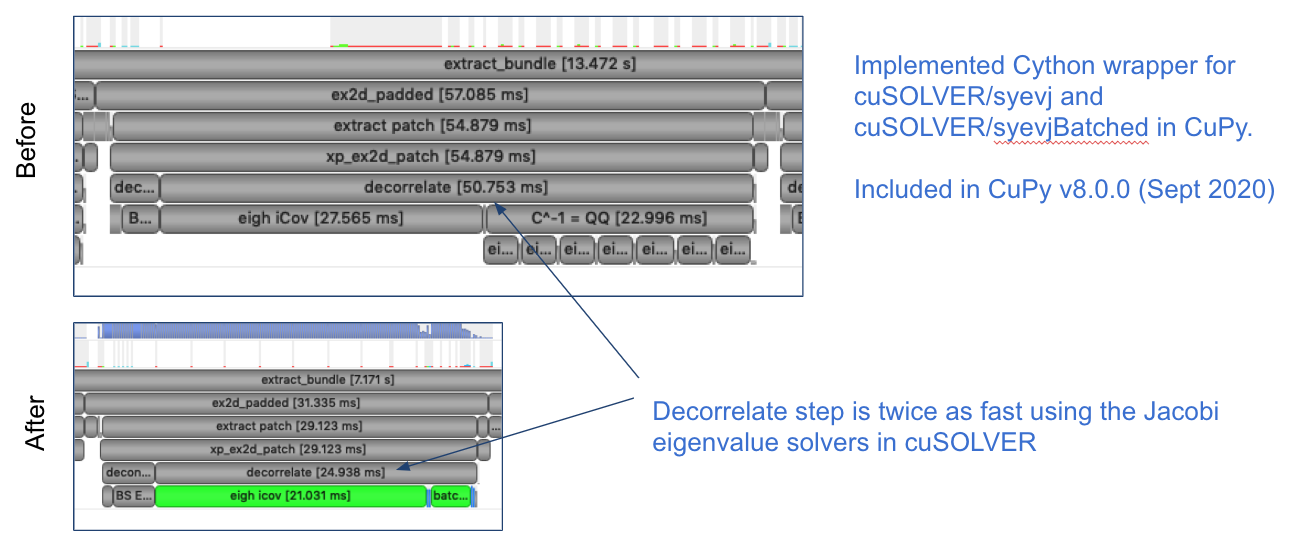 Before
extract_bundle [13.472 s]
s...
ex2d_padded [57.085 ms]
extract patch [54.879 ms]
xp_ex2d_patch [54.879 ms]
dec...
decorrelate [50.753 ms]
de
B...
eigh iCov [27.565 ms]
C^-1 = QQ [22.996 ms]
ei...
ei...
ei...
ei...
ei...
ei...
ei...
Implemented Cython wrapper for
cuSOLVER/syevj and
cuSOLVER/syevjBatched in CuPy.
Included in CuPy v8.0.0 (Sept 2020)
After
extract_bundle [7.171 s]
ex2d_padded [31.335 ms]
extract patch [29.123 ms]
...
xp_ex2d_patch [29.123 ms]
decon...
decorrelate [24.938 ms]
BS E...
eigh icov [21.031 ms]
batc...
Decorrelate step is twice as fast using the Jacobi
eigenvalue solvers in cuSOLVER